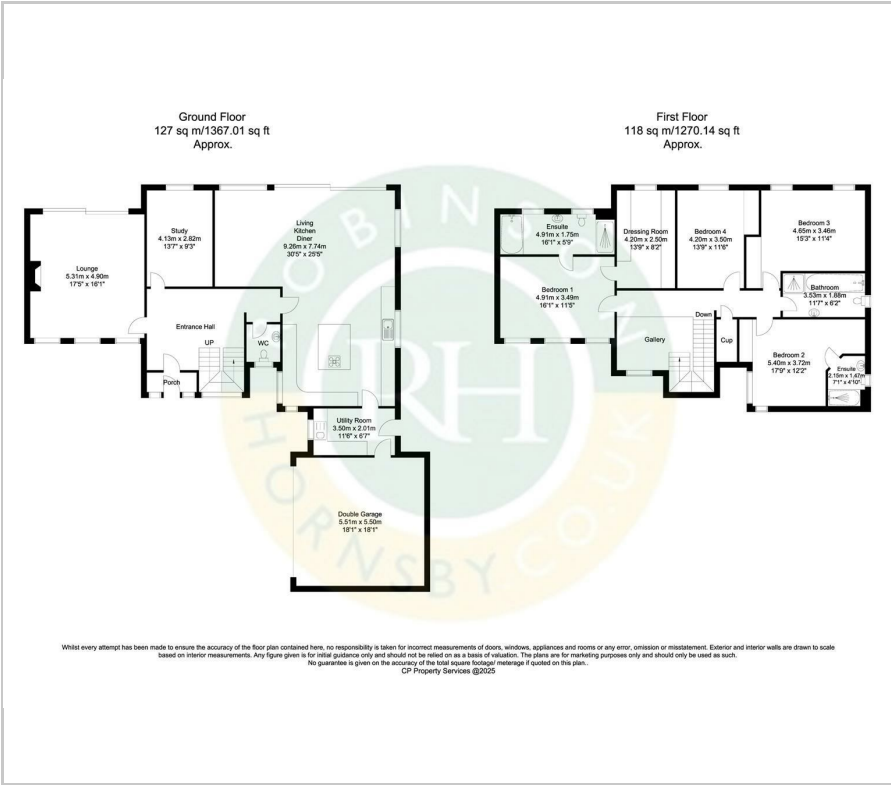 Ground Floor
127 sq m/1367.01 sq ft
Approx.
Lounge
5.31m x 4.90m
17'5" x 16'1"
Study
4.13m x 2.82m
13'7" x 9'3"
Living
Kitchen
Diner
9.26m x 7.74m
30'5" x 25'5"
Entrance Hall
UP
WC
Porch
Utility Room
3.50m x 2.01m
11'6" x 6'7"
Double Garage
5.51m x 5.50m
18'1" x 18'1"
First Floor
118 sq m/1270.14 sq ft
Approx.
Ensuite
4.91m x 1.75m
16'1" x 5'9"
Dressing Room
4.20m x 2.50m
13'9" x 8'2"
Bedroom 4
4.20m x 3.50m
13'9" x 11'6"
Bedroom 3
4.65m x 3.46m
15'3" x 11'4"
Bedroom 1
4.91m x 3.49m
16'1" x 11'5"
Bathroom
3.53m x 1.88m
11'7" x 6'2"
Down
Gallery
Cup
Bedroom 2
5.40m x 3.72m
17'9" x 12'2"
Ensuite
2.15m x 1.47m
7'1" x 4'10"
ROBINSON
RH
HORNSBY CO.UK
Whilst every attempt has been made to ensure the accuracy of the floor plan contained here, no responsibility is taken for incorrect measurements of doors, windows, appliances and rooms or any error, omission or misstatement. Exterior and interior walls are drawn to scale
based on interior measurements. Any figure given is for initial guidance only and should not be relied on as a basis of valuation. The plans are for marketing purposes only and should only be used as such.
No guarantee is given on the accuracy of the total square footage/ meterage if quoted on this plan..
CP Property Services @2025